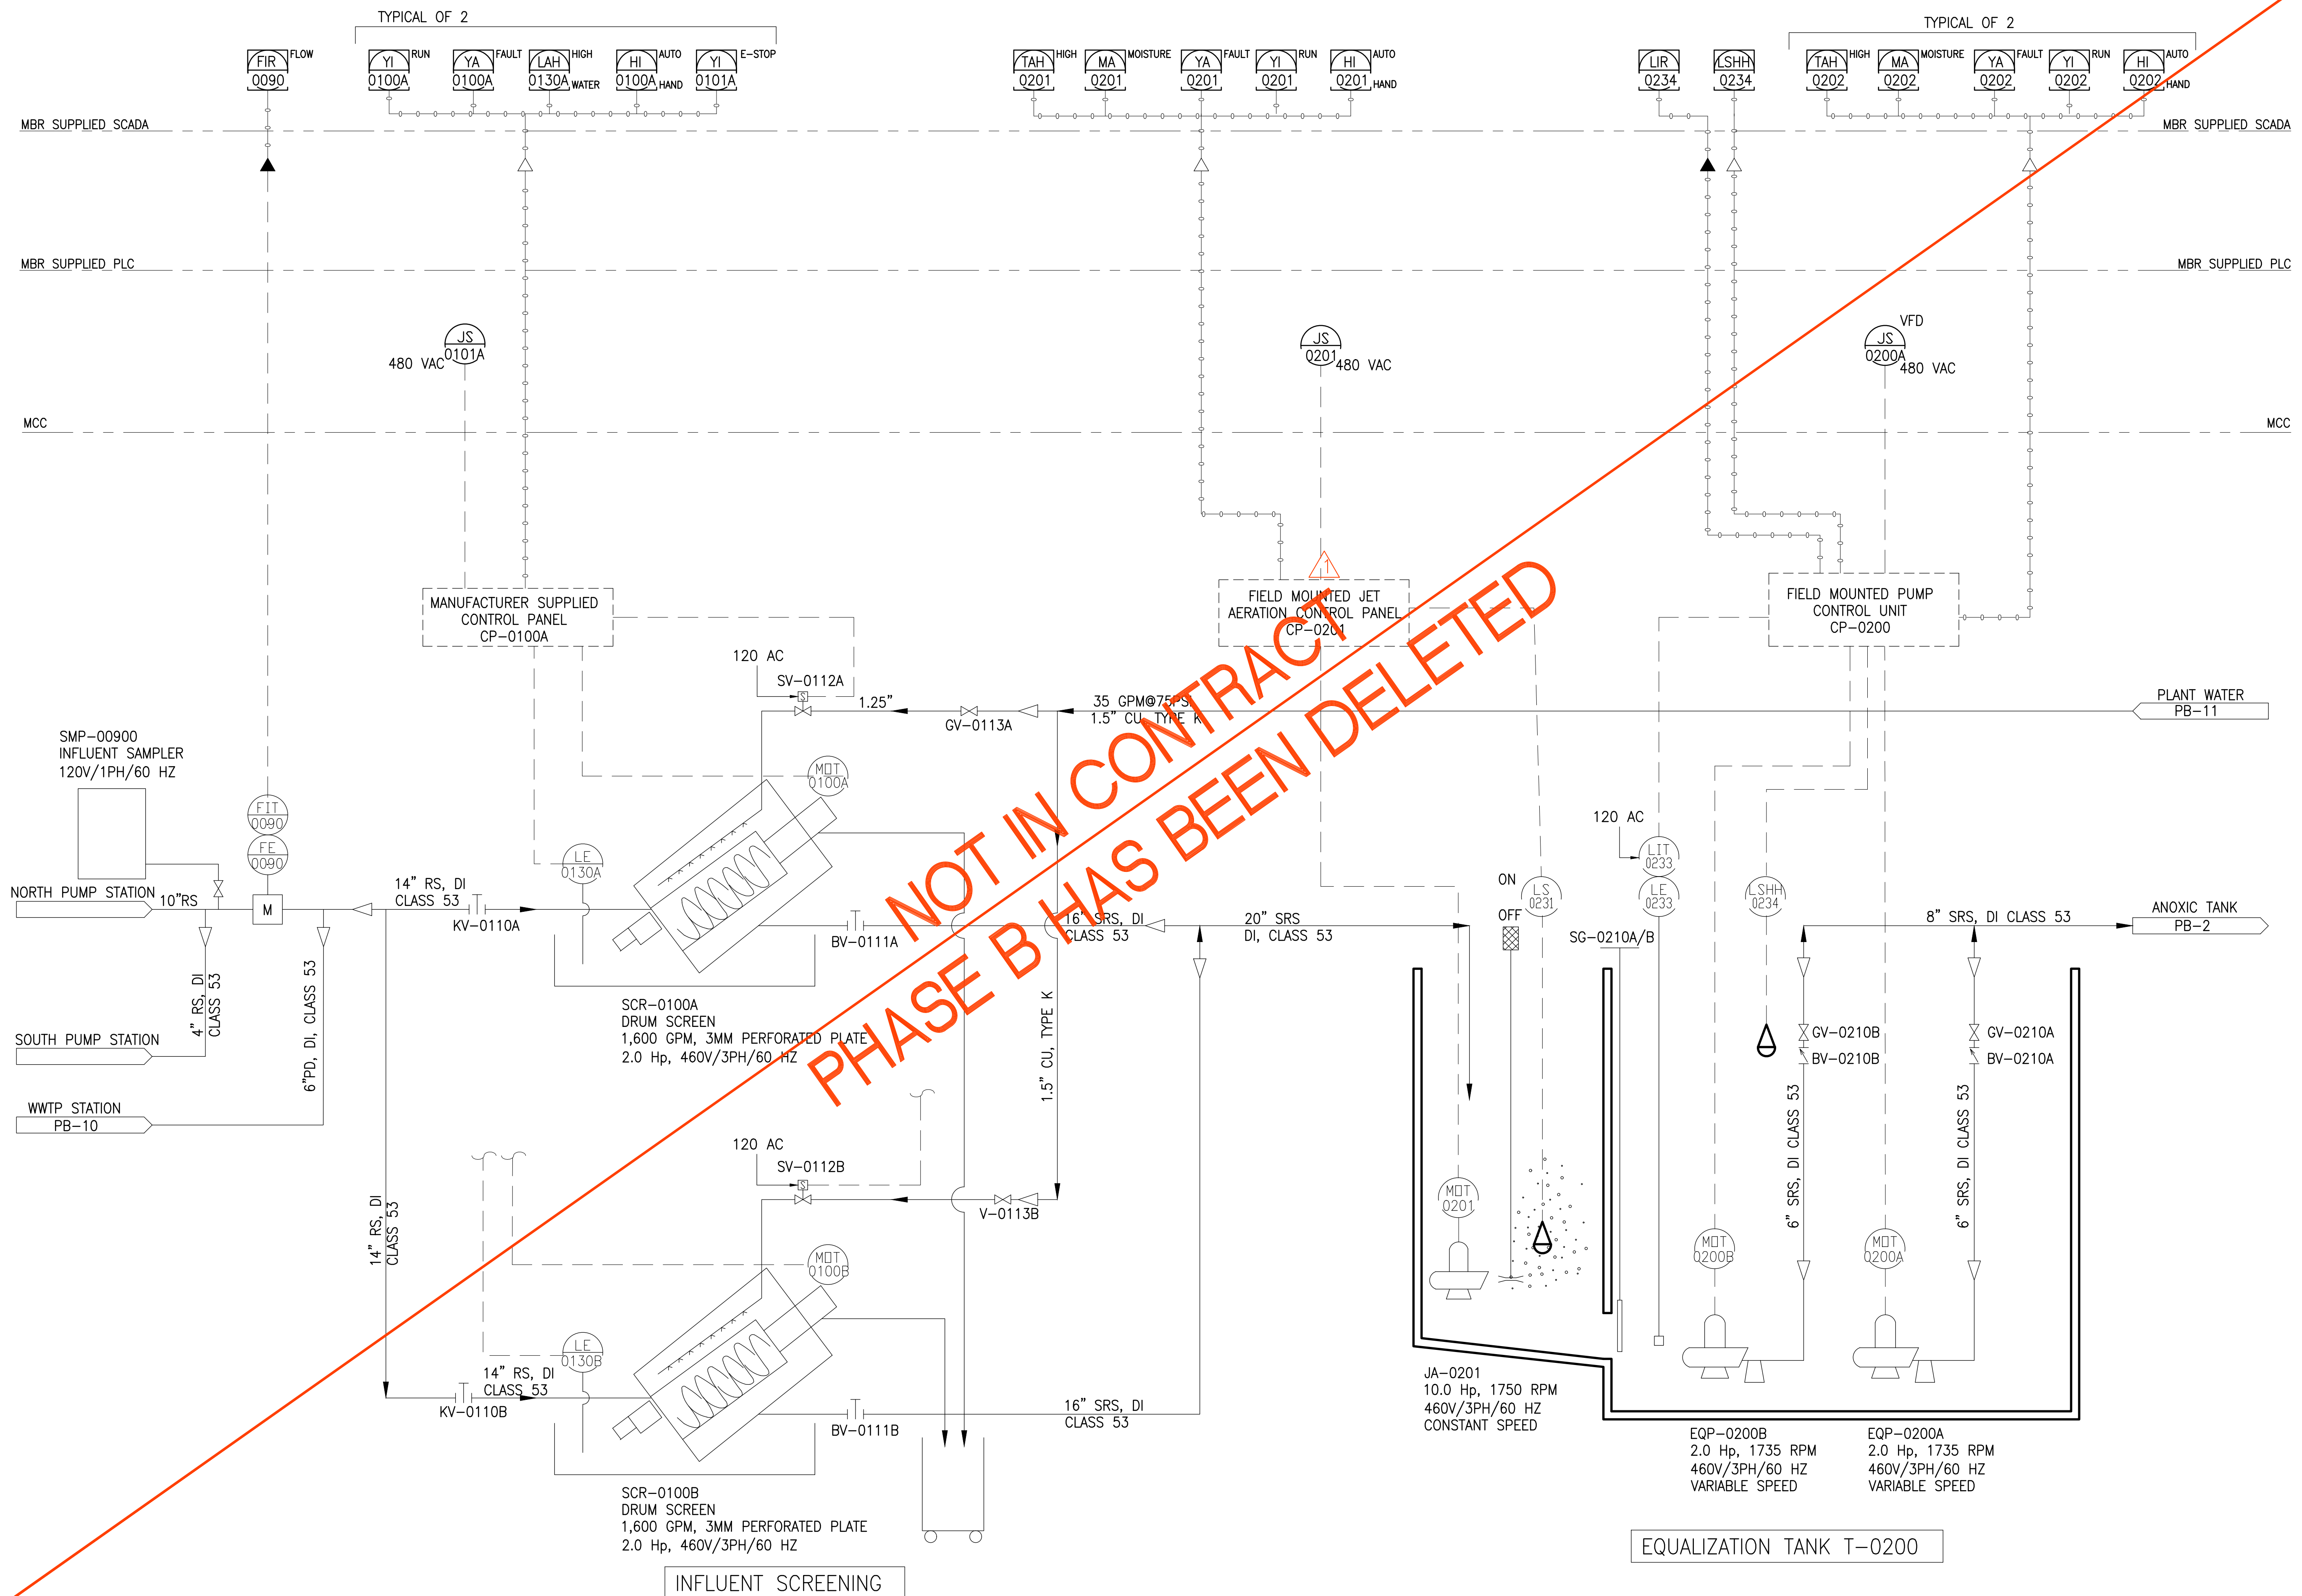 TYPICAL OF 2
TYPICAL OF 2
FIR
0090
FLOW
YI
0100A
RUN
YA
0100A
FAULT
LAH
0130A
HIGH
WATER
HI
0100A
AUTO
HAND
YI
0101A
E-STOP
TAH
0201
HIGH
MA
0201
MOISTURE
YA
0201
FAULT
YI
0201
RUN
HI
0201
AUTO
HAND
LIR
0234
LSHH
0234
TAH
0202
HIGH
MA
0202
MOISTURE
YA
0202
FAULT
YI
0202
RUN
HI
0202
AUTO
HAND
MBR SUPPLIED SCADA
MBR SUPPLIED SCADA
MBR SUPPLIED PLC
MBR SUPPLIED PLC
JS
0101A
480 VAC
JS
0201
480 VAC
JS
0200A
VFD
480 VAC
MCC
MCC
MANUFACTURER SUPPLIED
CONTROL PANEL
CP-0100A
1
FIELD MOUNTED JET
AERATION CONTROL PANEL
CP-0201
FIELD MOUNTED PUMP
CONTROL UNIT
CP-0200
NOT IN CONTRACT
PHASE B HAS BEEN DELETED
120 AC
SV-0112A
S
1.25"
GV-0113A
35 GPM@75PSI
1.5" CU, TYPE K
PLANT WATER
PB-11
SMP-00900
INFLUENT SAMPLER
120V/1PH/60 HZ
FIT
0090
FE
0090
M
MOT
0100A
LE
0130A
NORTH PUMP STATION
10"RS
14" RS, DI
CLASS 53
KV-0110A
BV-0111A
16" SRS, DI
CLASS 53
20" SRS
DI, CLASS 53
4" RS, DI
CLASS 53
6"PD, DI, CLASS 53
SOUTH PUMP STATION
WWTP STATION
PB-10
SCR-0100A
DRUM SCREEN
1,600 GPM, 3MM PERFORATED PLATE
2.0 Hp, 460V/3PH/60 HZ
1.5" CU, TYPE K
120 AC
LIT
0233
LE
0233
ON
OFF
LS
0231
LSHH
0234
SG-0210A/B
8" SRS, DI CLASS 53
ANOXIC TANK
PB-2
GV-0210B
BV-0210B
GV-0210A
BV-0210A
6" SRS, DI CLASS 53
6" SRS, DI CLASS 53
120 AC
SV-0112B
S
V-0113B
14" RS, DI
CLASS 53
MOT
0100B
LE
0130B
14" RS, DI
CLASS 53
KV-0110B
BV-0111B
16" SRS, DI
CLASS 53
MOT
0201
MOT
0200B
MOT
0200A
JA-0201
10.0 Hp, 1750 RPM
460V/3PH/60 HZ
CONSTANT SPEED
EQP-0200B
2.0 Hp, 1735 RPM
460V/3PH/60 HZ
VARIABLE SPEED
EQP-0200A
2.0 Hp, 1735 RPM
460V/3PH/60 HZ
VARIABLE SPEED
SCR-0100B
DRUM SCREEN
1,600 GPM, 3MM PERFORATED PLATE
2.0 Hp, 460V/3PH/60 HZ
EQUALIZATION TANK T-0200
INFLUENT SCREENING